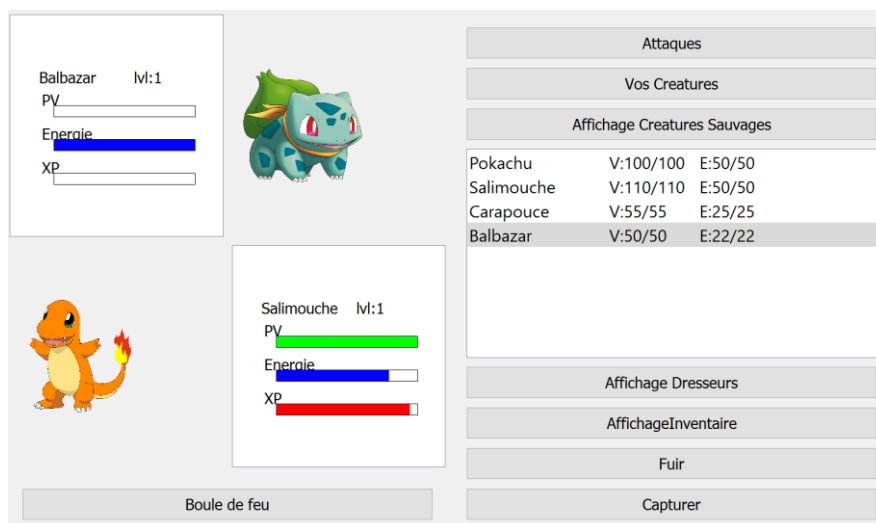 Balbazar lvl:1
PV
Energie
XP
Salimouche lvl:1
PV
Energie
XP
Boule de feu
Attaques
Vos Creatures
Affichage Creatures Sauvages
Pokachu V:100/100 E:50/50
Salimouche V:110/110 E:50/50
Carapouce V:55/55 E:25/25
Balbazar V:50/50 E:22/22
Affichage Dresseurs
AffichageInventaire
Fuir
Capturer